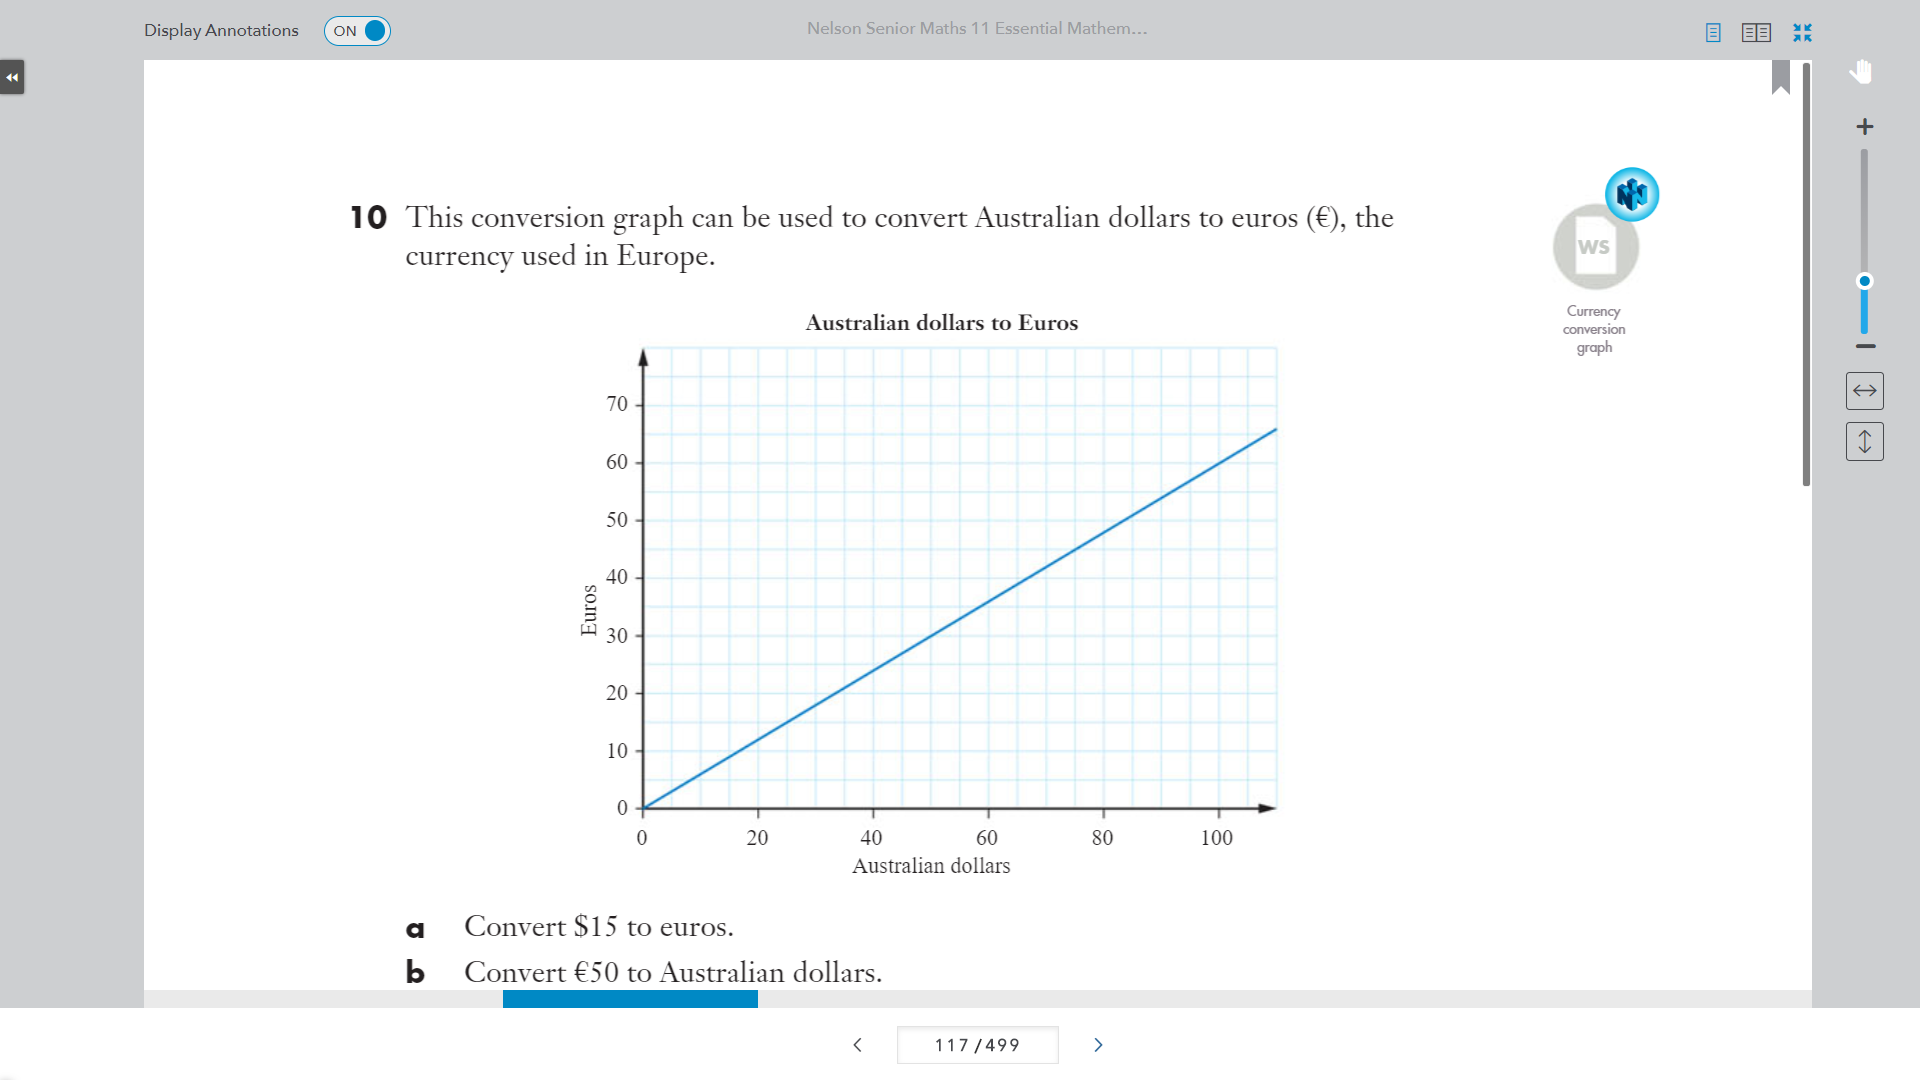 Display Annotations
ON
Nelson Senior Maths 11 Essential Mathem...
10 This conversion graph can be used to convert Australian dollars to euros (€), the
currency used in Europe.
WS
Currency
conversion
graph
Australian dollars to Euros
70
60
50
40
30
20
10
0
Euros
0 20 40 60 80 100
Australian dollars
a Convert $15 to euros.
b Convert €50 to Australian dollars.
117 / 499